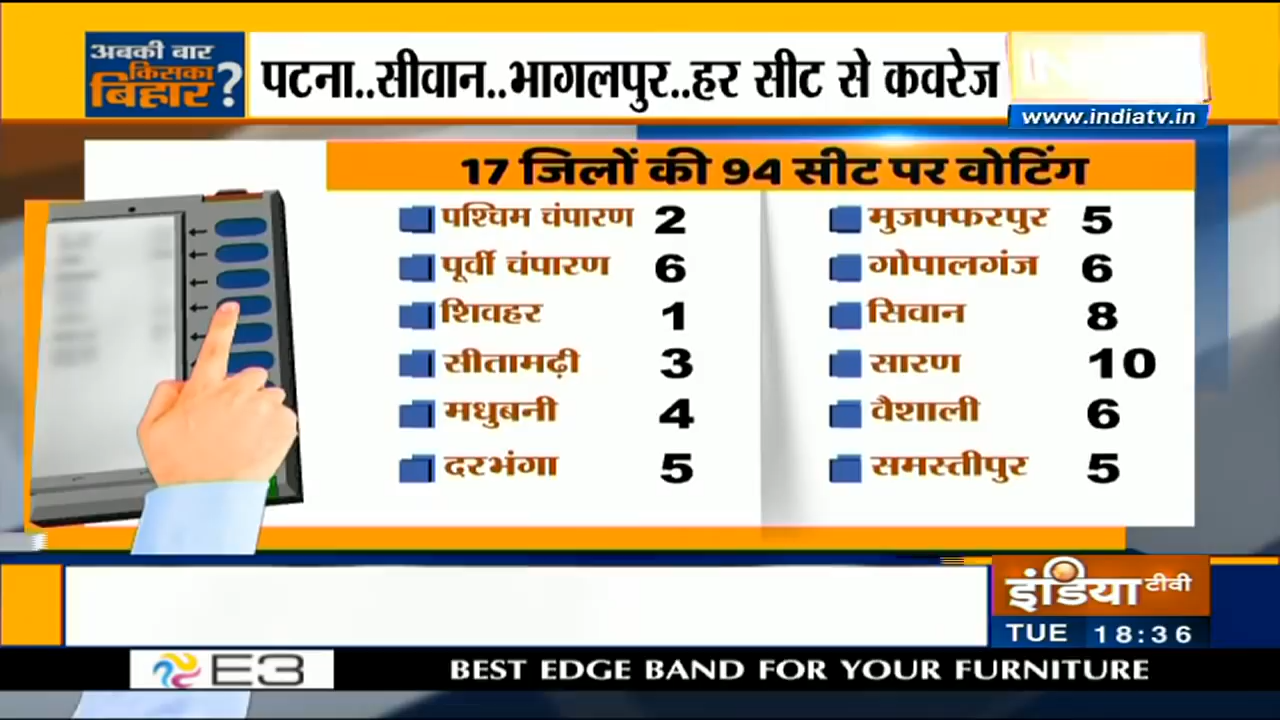 अबकी बार
किसका
बिहार?
पटना..सीवान..भागलपुर..हर सीट से कवरेज
www.indiatv.in
17 जिलों की 94 सीट पर वोटिंग
पश्चिम चंपारण 2
पूर्वी चंपारण 6
शिवहर 1
सीतामढ़ी 3
मधुबनी 4
दरभंगा 5
मुजफ्फरपुर 5
गोपालगंज 6
सिवान 8
सारण 10
वैशाली 6
समस्तीपुर 5
इंडिया टीवी
TUE 18:36
E3 BEST EDGE BAND FOR YOUR FURNITURE